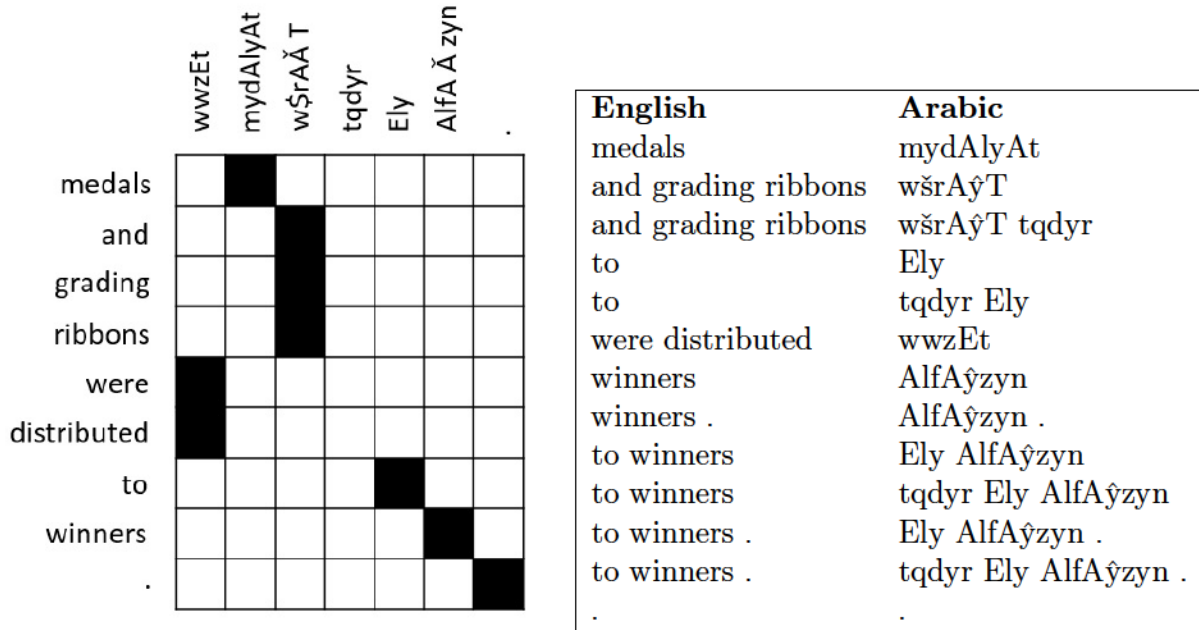 wwzEt
mydAlyAt
w$rAǍ T
tqdyr
Ely
AlfA Ǎ zyn
.
medals
and
grading
ribbons
were
distributed
to
winners
.
English Arabic
medals mydAlyAt
and grading ribbons wšrAŷT
and grading ribbons wšrAŷT tqdyr
to Ely
to tqdyr Ely
were distributed wwzEt
winners AlfAŷzyn
winners . AlfAŷzyn .
to winners Ely AlfAŷzyn
to winners tqdyr Ely AlfAŷzyn
to winners . Ely AlfAŷzyn .
to winners . tqdyr Ely AlfAŷzyn .
. .